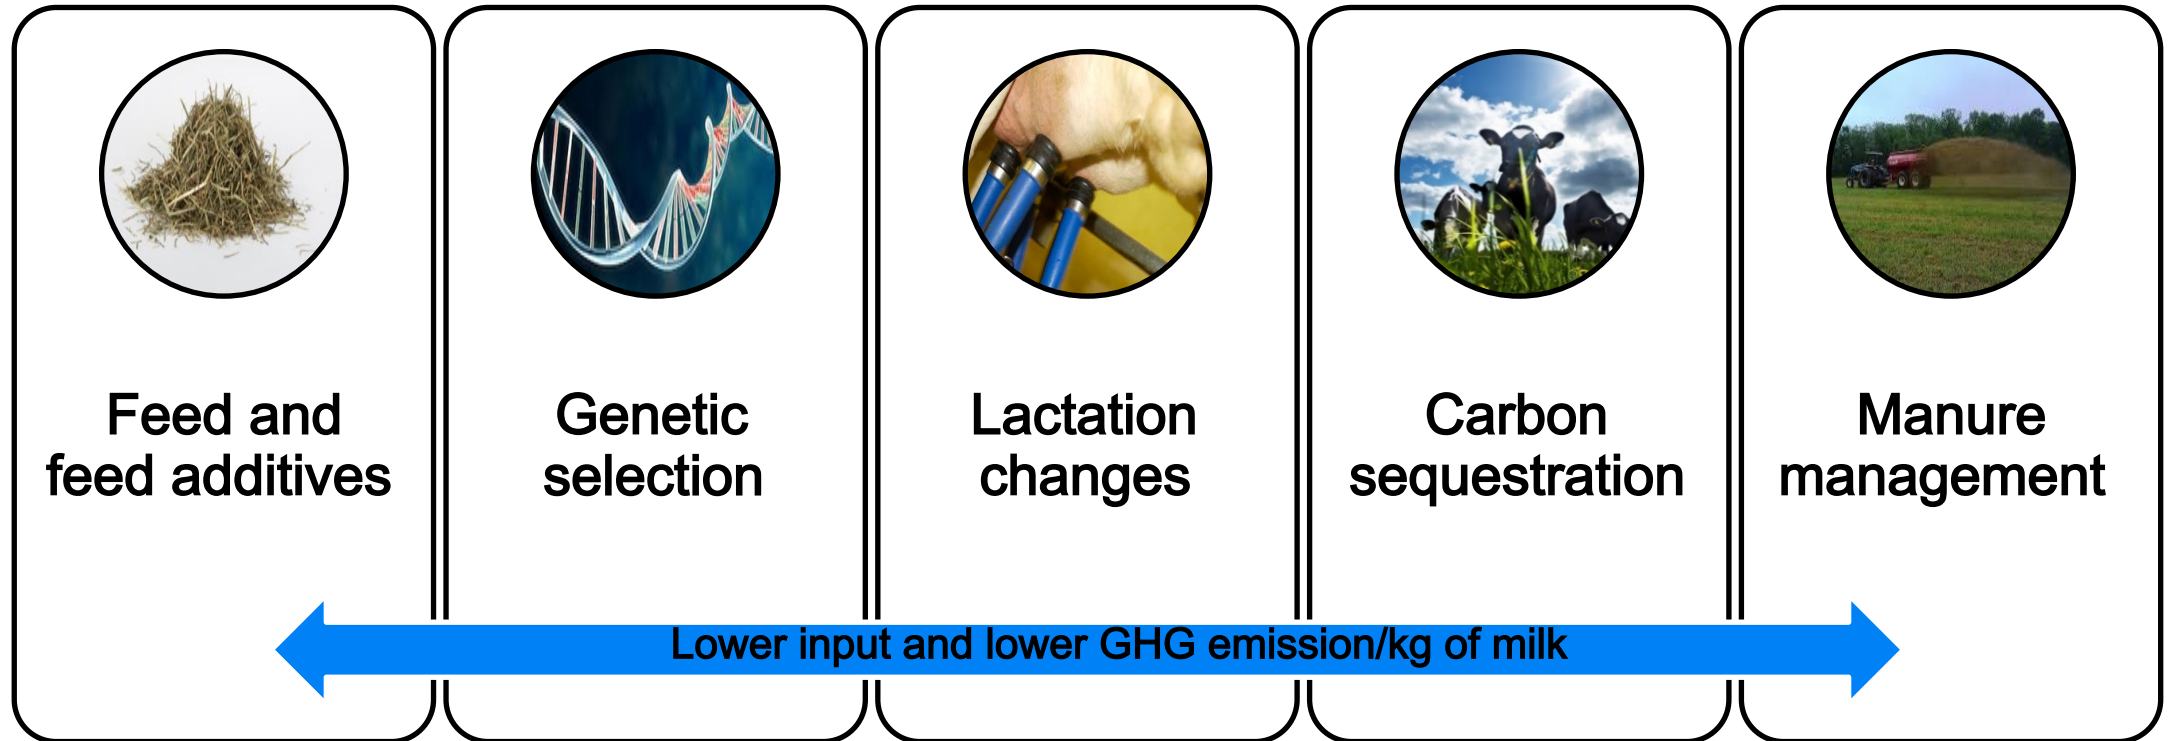 Feed and
feed additives
Genetic
selection
Lactation
changes
Carbon
sequestration
Manure
management
Lower input and lower GHG emission/kg of milk